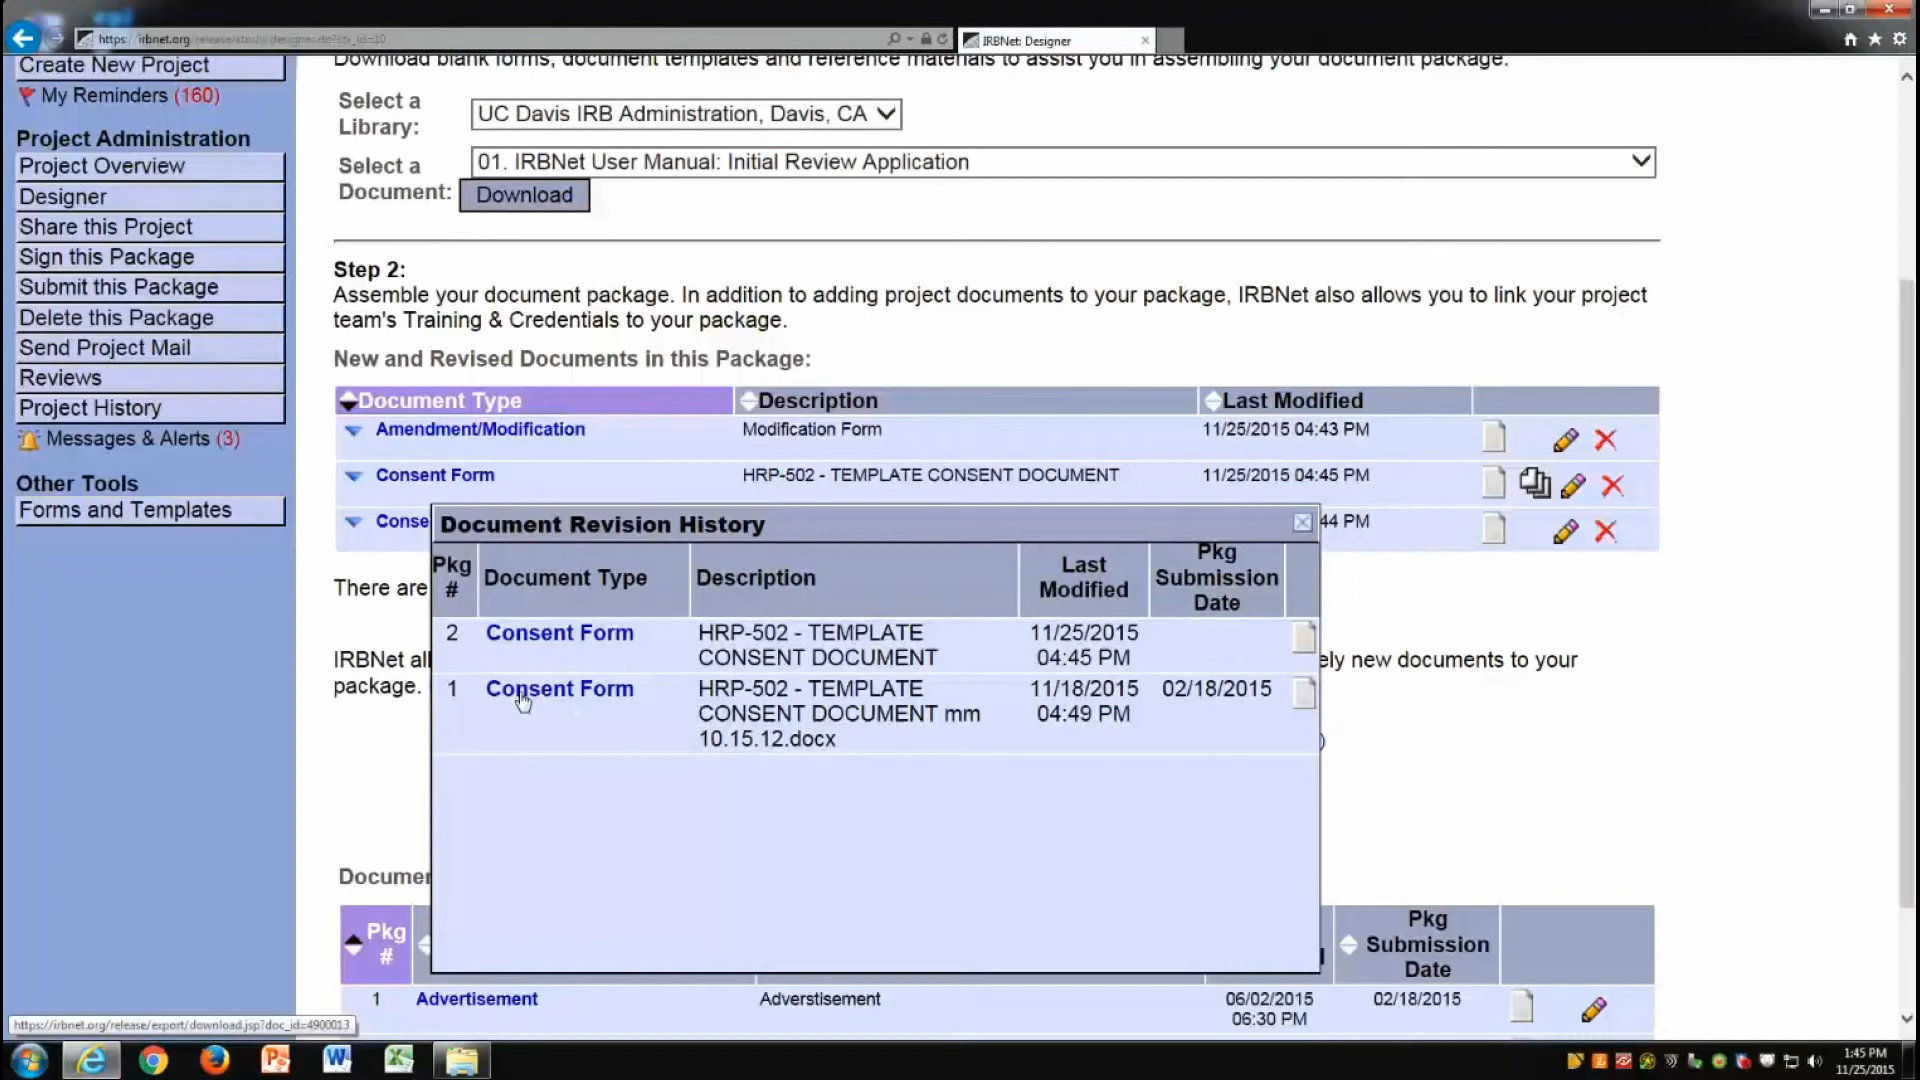 https://irbnet.org/release/study/designer.do?ctx_id=10
IRBNet: Designer
Create New Project
My Reminders (160)
Project Administration
Project Overview
Designer
Share this Project
Sign this Package
Submit this Package
Delete this Package
Send Project Mail
Reviews
Project History
Messages & Alerts (3)
Other Tools
Forms and Templates
Download blank forms, document templates and reference materials to assist you in assembling your document package.
Select a Library:
UC Davis IRB Administration, Davis, CA
Select a Document:
01. IRBNet User Manual: Initial Review Application
Download
Step 2:
Assemble your document package. In addition to adding project documents to your package, IRBNet also allows you to link your project
team's Training & Credentials to your package.
New and Revised Documents in this Package:
Document Type Description Last Modified
Amendment/Modification Modification Form 11/25/2015 04:43 PM
Consent Form HRP-502 - TEMPLATE CONSENT DOCUMENT 11/25/2015 04:45 PM
Conse 44 PM
There are
IRBNet all ely new documents to your
package.
)
Document Revision History
Pkg # Document Type Description Last Modified Pkg Submission Date
2 Consent Form HRP-502 - TEMPLATE CONSENT DOCUMENT 11/25/2015 04:45 PM
1 Consent Form HRP-502 - TEMPLATE CONSENT DOCUMENT mm 10.15.12.docx 11/18/2015 04:49 PM 02/18/2015
Documen
Pkg # Pkg Submission Date
1 Advertisement Adverstisement 06/02/2015 06:30 PM 02/18/2015
https://irbnet.org/release/export/download.jsp?doc_id=4900013
1:45 PM
11/25/2015